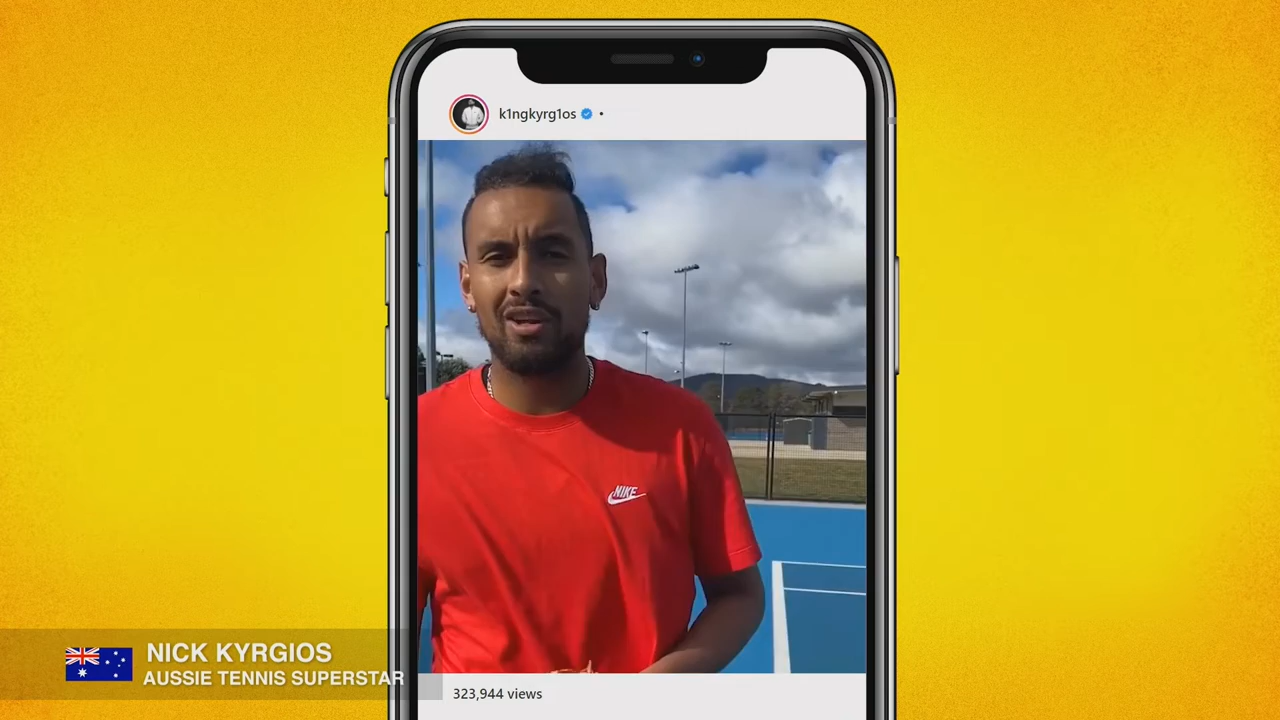 k1ngkyrg1os
NIKE
NICK KYRGIOS
AUSSIE TENNIS SUPERSTAR
323,944 views